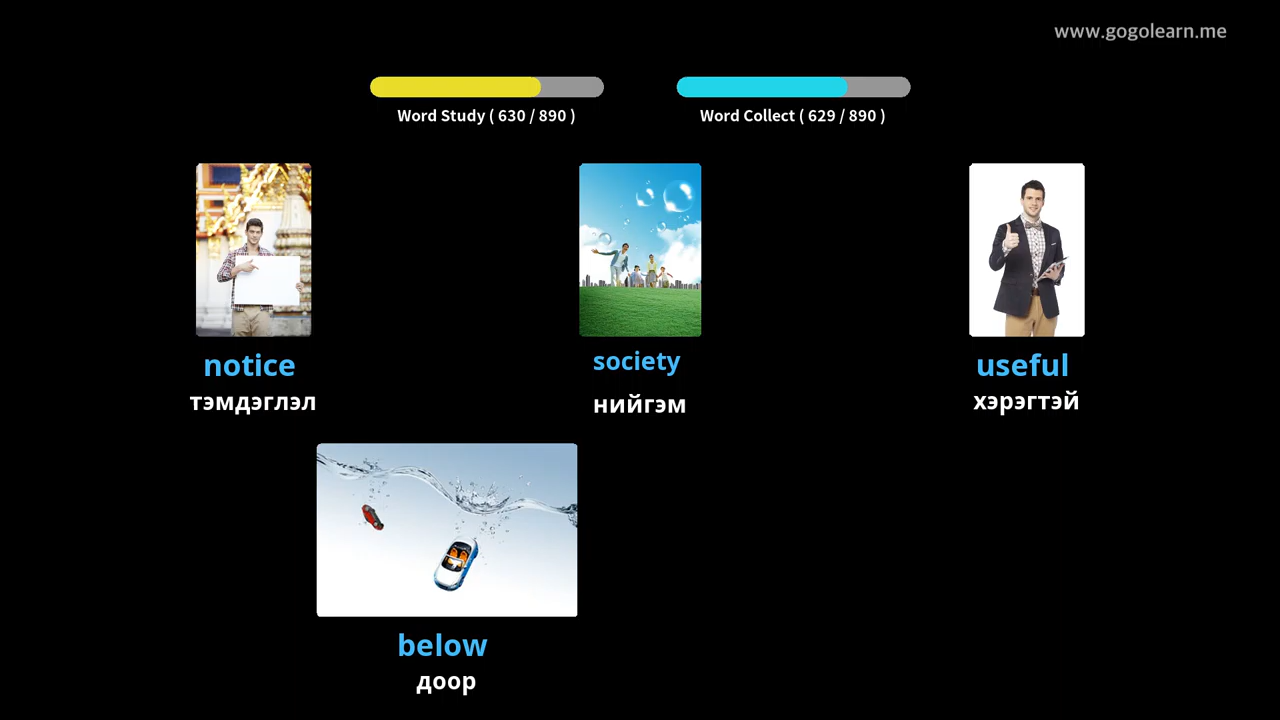 www.gogolearn.me
Word Study ( 630 / 890 )
Word Collect ( 629 / 890 )
notice
тэмдэглэл
society
нийгэм
useful
хэрэгтэй
below
доор